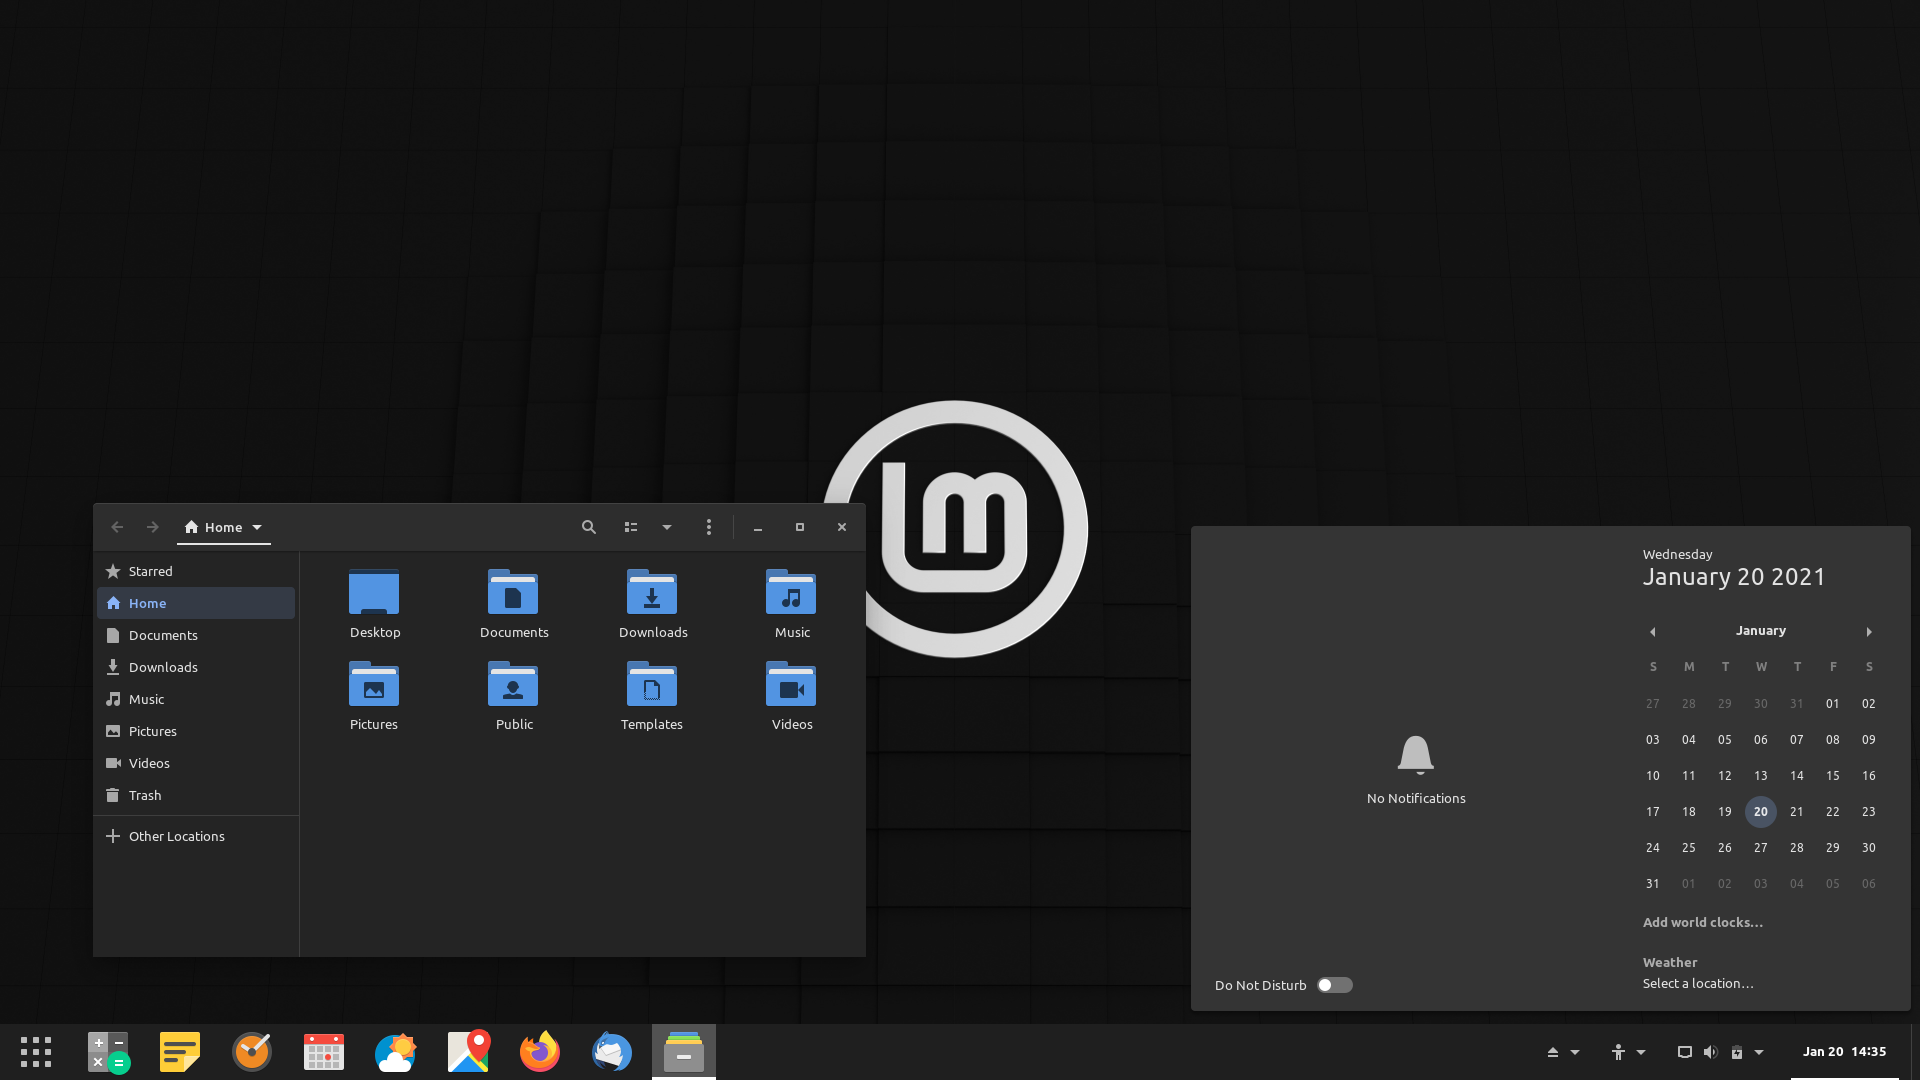 Home
Starred
Home
Documents
Downloads
Music
Pictures
Videos
Trash
Other Locations
Desktop Documents Downloads Music
Pictures Public Templates Videos
lm
No Notifications
Do Not Disturb
Wednesday
January 20 2021
January
S M T W T F S
27 28 29 30 31 01 02
03 04 05 06 07 08 09
10 11 12 13 14 15 16
17 18 19 20 21 22 23
24 25 26 27 28 29 30
31 01 02 03 04 05 06
Add world clocks...
Weather
Select a location...
Jan 20 14:35